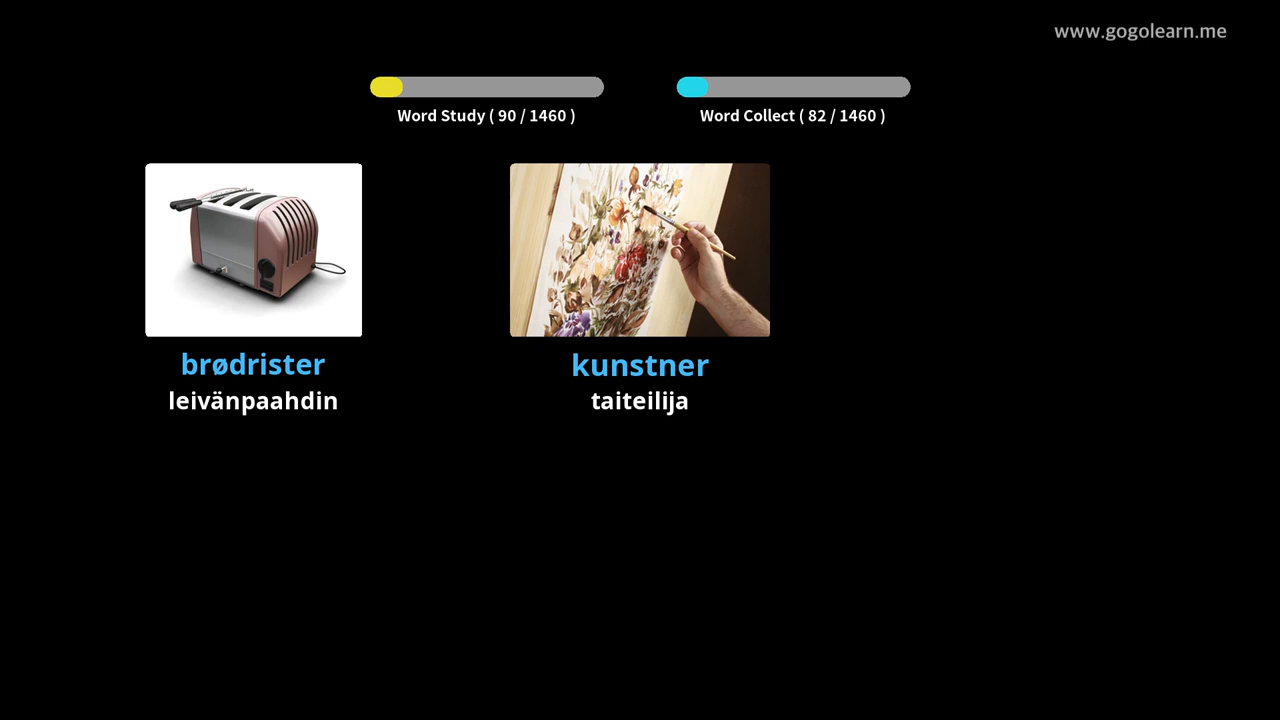 www.gogolearn.me
Word Study ( 90 / 1460 )
Word Collect ( 82 / 1460 )
brødrister
leivänpaahdin
kunstner
taiteilija